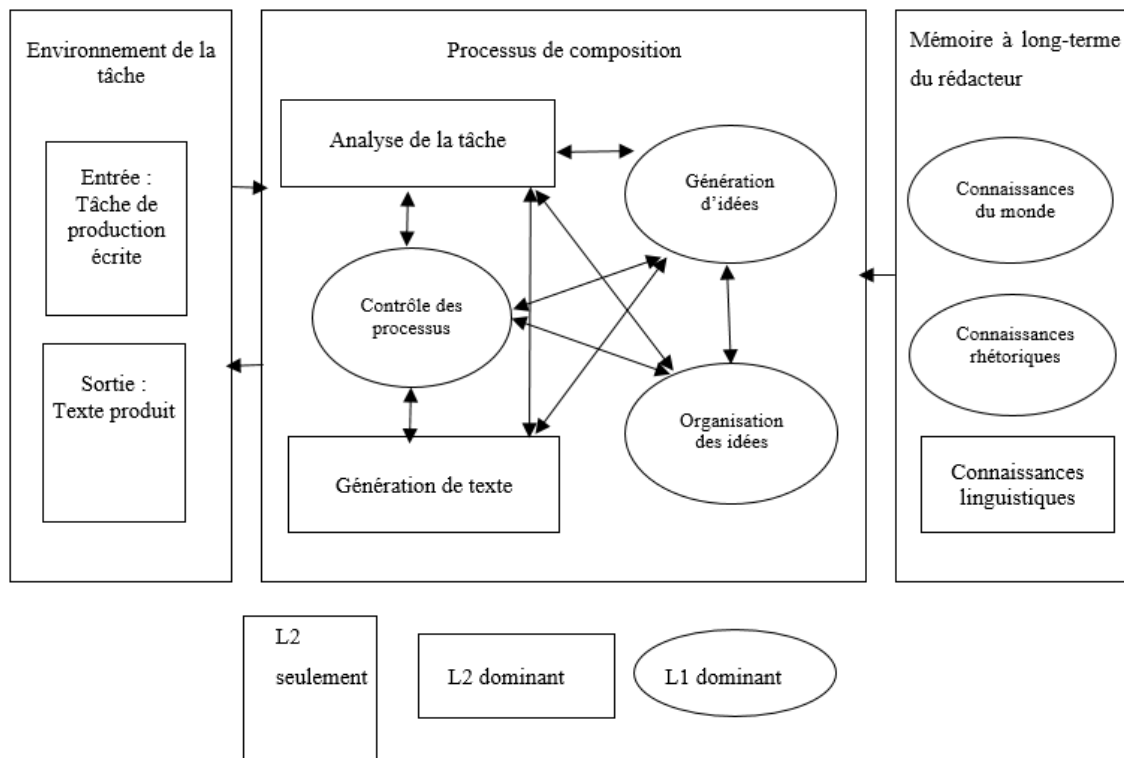 Environnement de la
tâche
Entrée :
Tâche de
production
écrite
Sortie :
Texte produit
Processus de composition
Analyse de la tâche
Génération
d'idées
Contrôle des
processus
Organisation
des idées
Génération de texte
Mémoire à long-terme
du rédacteur
Connaissances
du monde
Connaissances
rhétoriques
Connaissances
linguistiques
L2
seulement
L2 dominant
L1 dominant